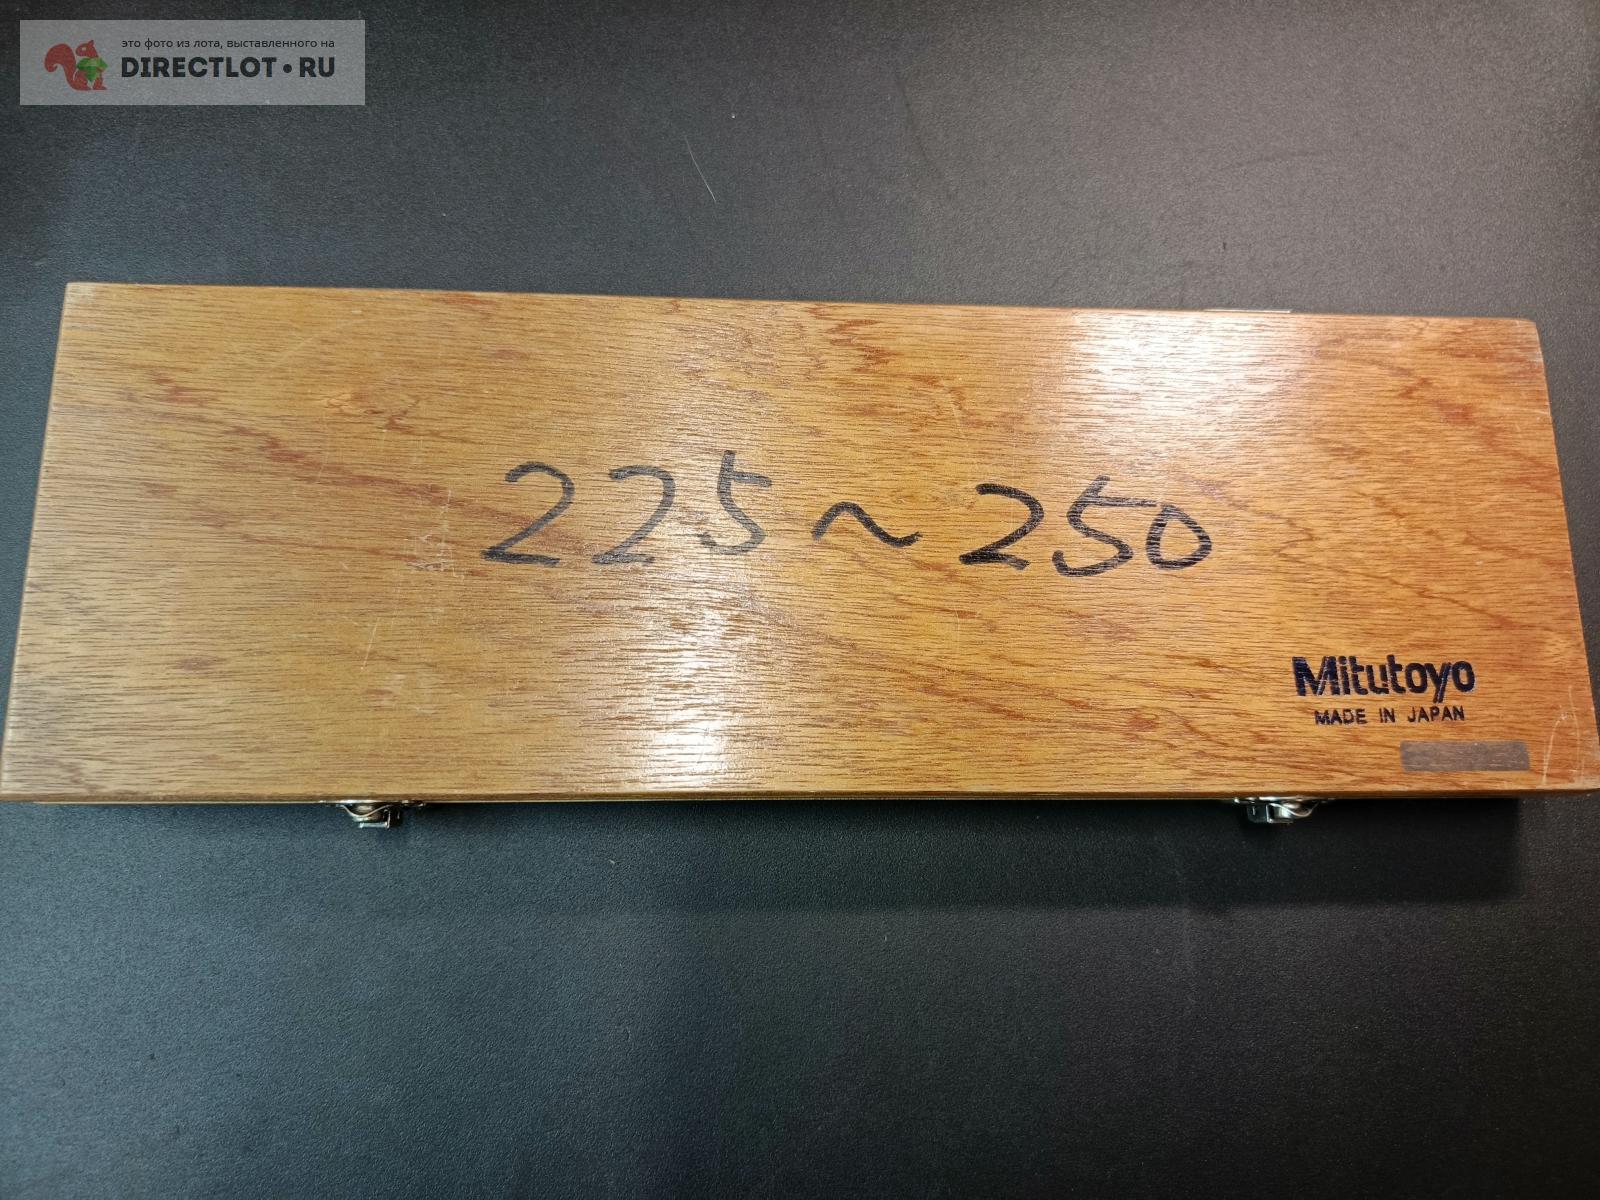 это фото из лота, выставленного на
DIRECTLOT•RU
225~250
Mitutoyo
MADE IN JAPAN